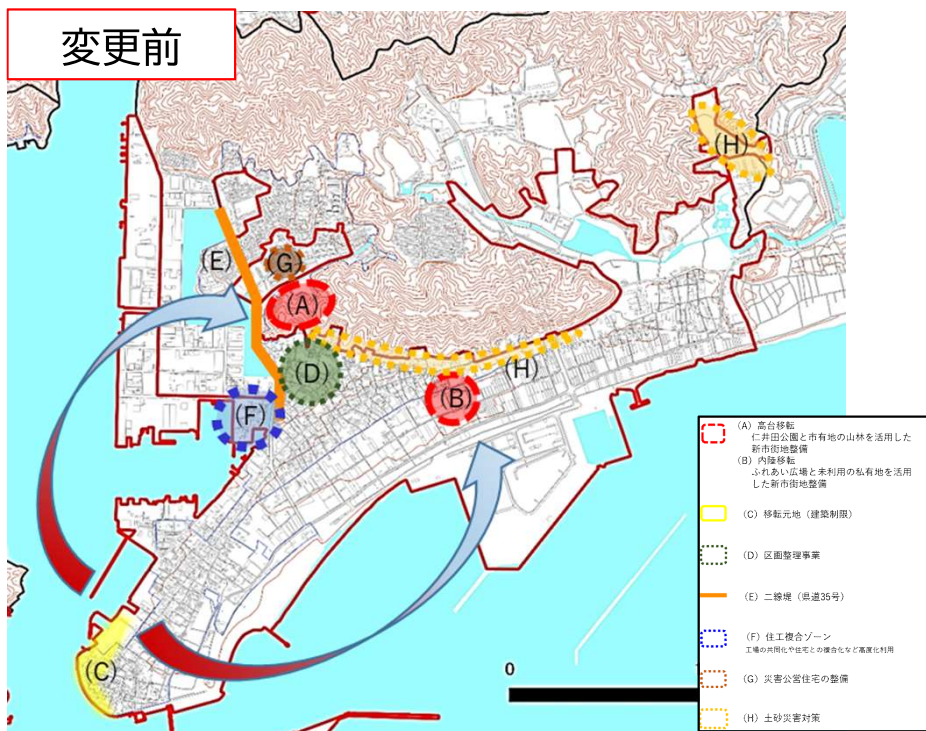 変更前
(H)
(E)
(G)
(A)
(D)
(H)
(B)
(F)
(C)
0
(A) 高台移転
仁井田公園と市有地の山林を活用した
新市街地整備
(B) 内陸移転
ふれあい広場と未利用の私有地を活用
した新市街地整備
(C) 移転元地（建築制限）
(D) 区画整理事業
(E) 二線堤（県道35号）
(F) 住工複合ゾーン
工場の共同化や住宅との複合化など高度化利用
(G) 災害公営住宅の整備
(H) 土砂災害対策